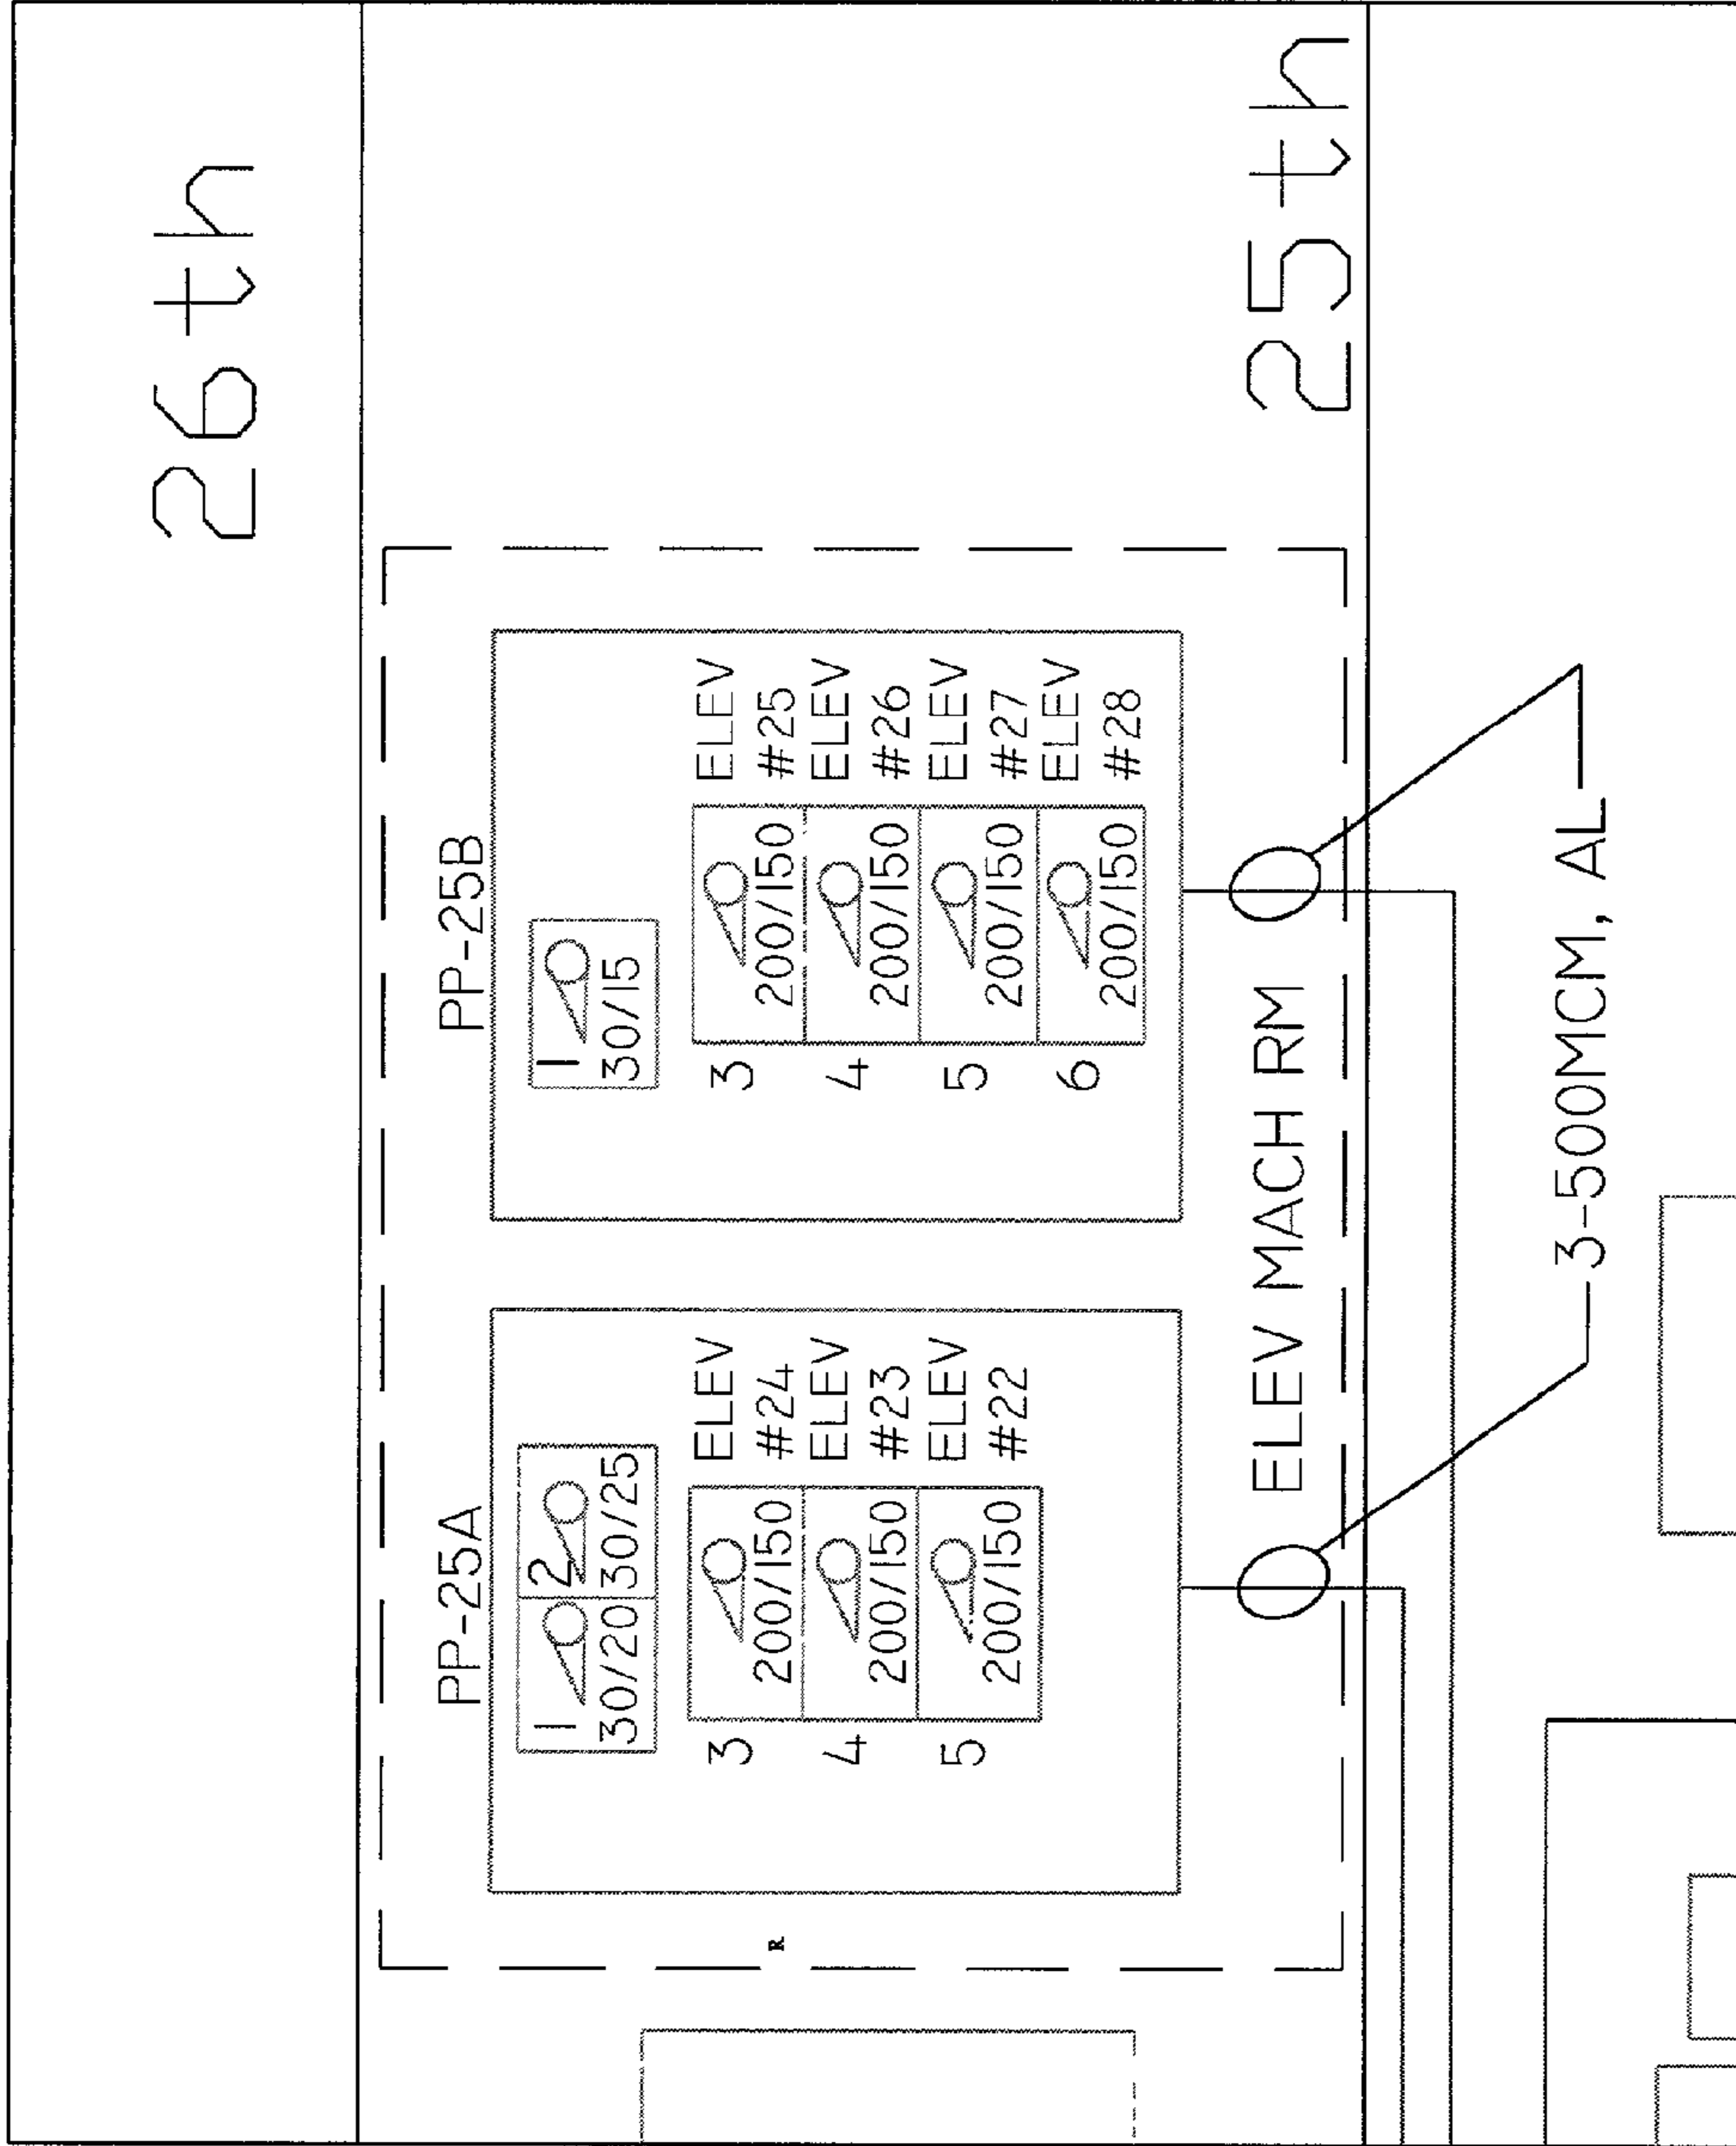 26th
PP-25A
1
2
30/20
30/25
3
200/150
ELEV
#24
4
200/150
ELEV
#23
5
200/150
ELEV
#22
PP-25B
1
30/15
3
200/150
ELEV
#25
4
200/150
ELEV
#26
5
200/150
ELEV
#27
6
200/150
ELEV
#28
R
ELEV MACH RM
25th
3-500MCM, AL